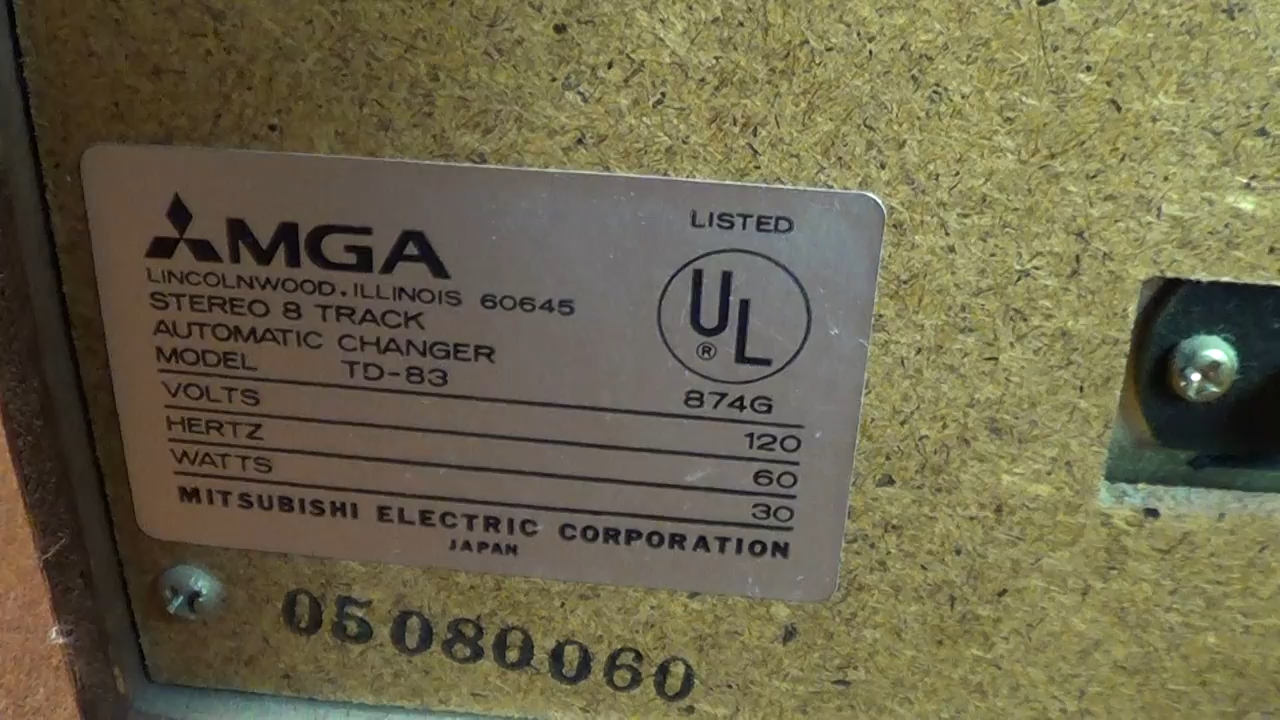 MGA
LINCOLNWOOD, ILLINOIS 60645
STEREO 8 TRACK
AUTOMATIC CHANGER
MODEL TD-83
LISTED
UL
®
874G
VOLTS 120
HERTZ 60
WATTS 30
MITSUBISHI ELECTRIC CORPORATION
JAPAN
05080060